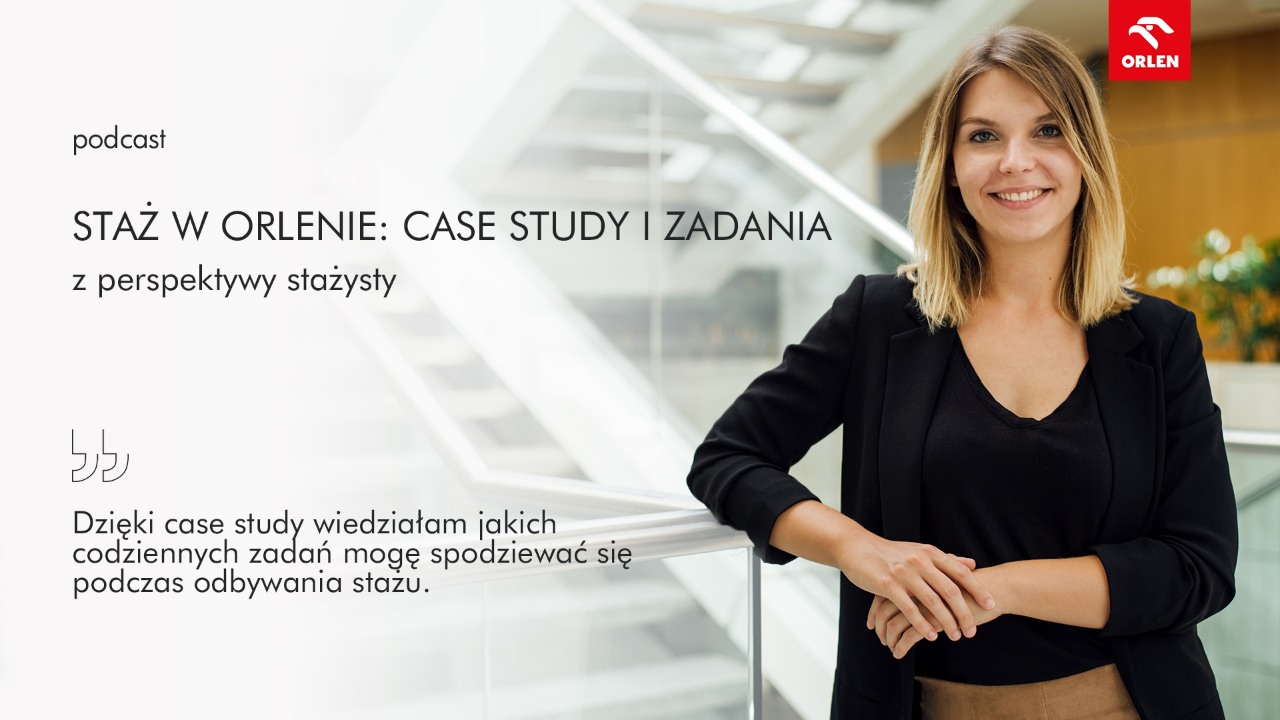 ORLEN
podcast
STAŻ W ORLENIE: CASE STUDY I ZADANIA
z perspektywy stażysty
Dzięki case study wiedziałam jakich
codziennych zadań mogę spodziewać się
podczas odbywania stażu.